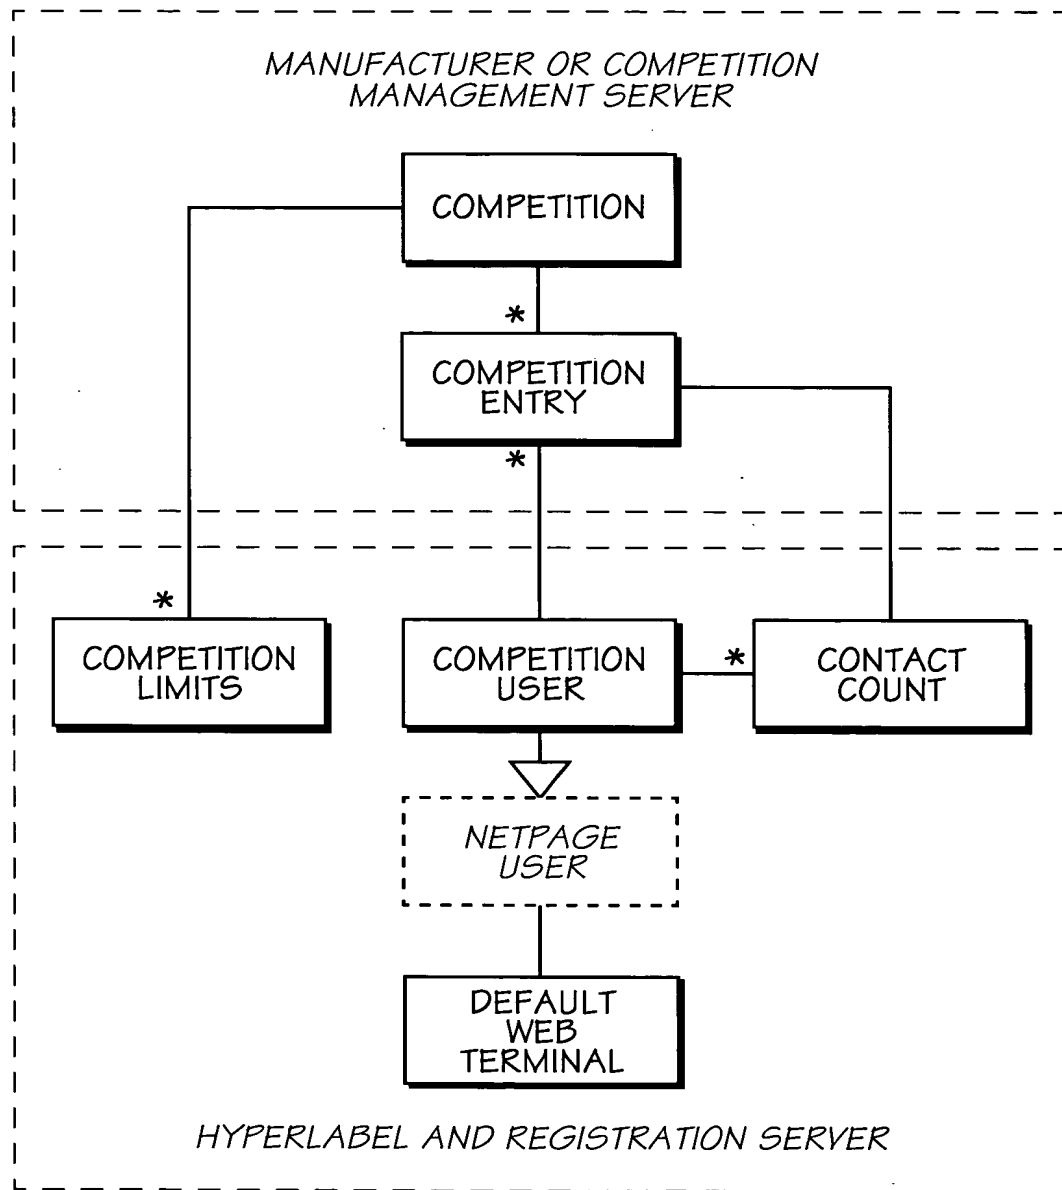 MANUFACTURER OR COMPETITION
MANAGEMENT SERVER
COMPETITION
*
COMPETITION
ENTRY
*
*
COMPETITION
LIMITS
COMPETITION
USER
*
CONTACT
COUNT
NETPAGE
USER
DEFAULT
WEB
TERMINAL
HYPERLABEL AND REGISTRATION SERVER